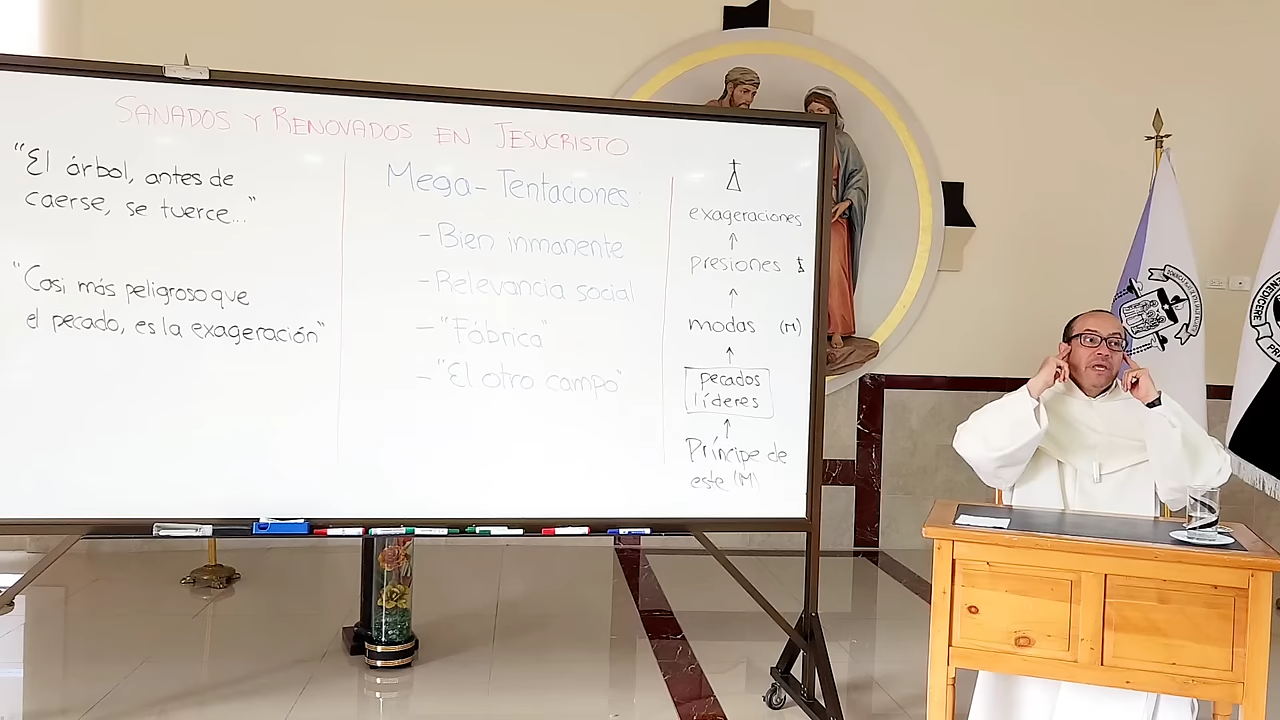 SANADOS Y RENOVADOS EN JESUCRISTO
"El árbol, antes de
caerse, se tuerce..."
"Casi más peligroso que
el pecado, es la exageración"
Mega-Tentaciones:
- Bien inmanente
- Relevancia social
- "Fábrica"
- "El otro campo"
exageraciones
↑
presiones
↑
modas (M)
↑
pecados
líderes
↑
Príncipe de
este (M)
BENEDICERE